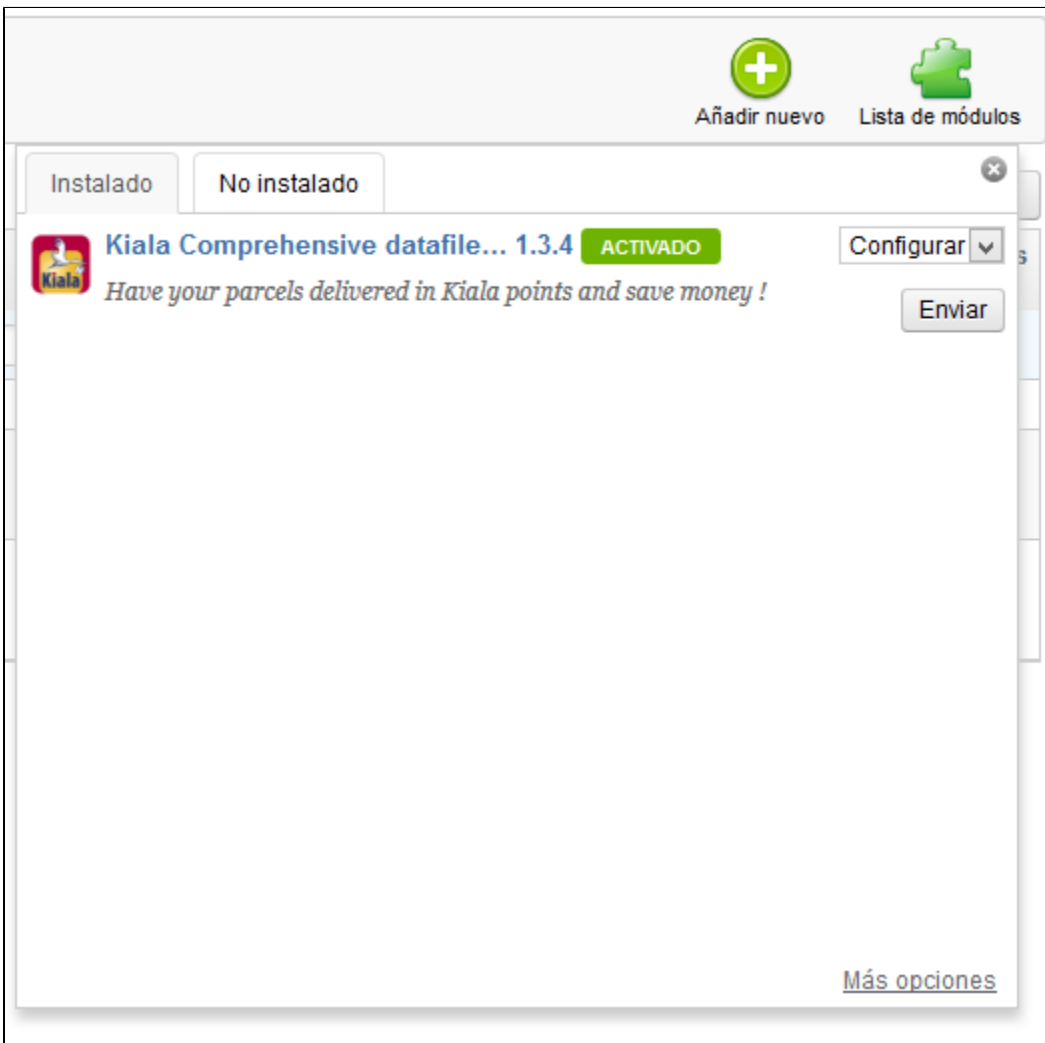 Añadir nuevo
Lista de módulos
Instalado
No instalado
Kiala Comprehensive datafile... 1.3.4 ACTIVADO
Configurar
s
Kiala
Have your parcels delivered in Kiala points and save money !
Enviar
Más opciones